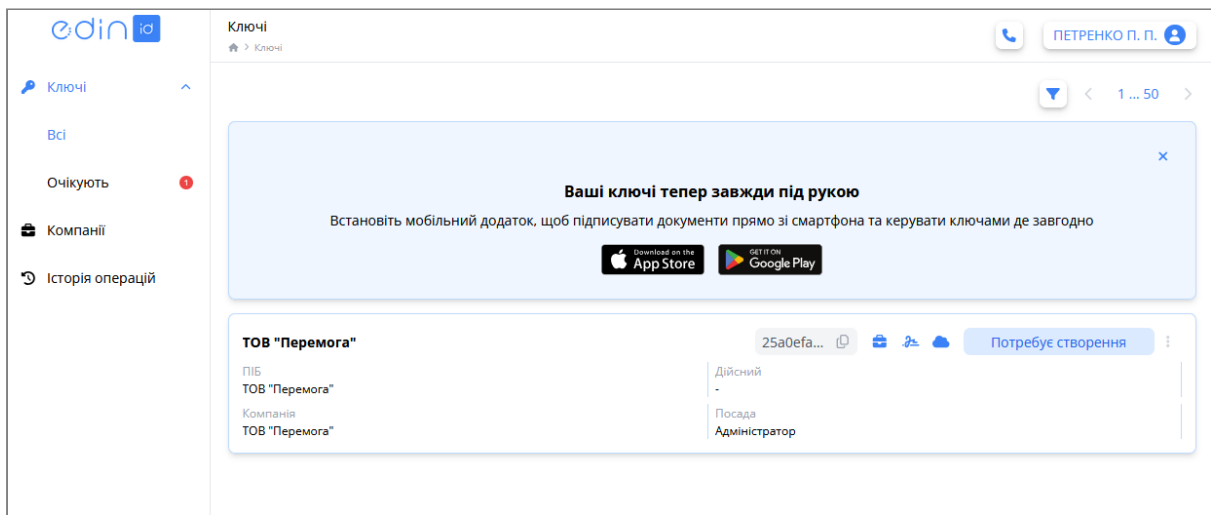 edin id
Ключі
Ключі
ПЕТРЕНКО П. П.
Ключі
Всі
Очікують 1
Компанії
Історія операцій
1 ... 50
Ваші ключі тепер завжди під рукою
Встановіть мобільний додаток, щоб підписувати документи прямо зі смартфона та керувати ключами де завгодно
Download on the
App Store
GET IT ON
Google Play
ТОВ "Перемога"
25a0efa...
Потребує створення
ПІБ
ТОВ "Перемога"
Дійсний
-
Компанія
ТОВ "Перемога"
Посада
Адміністратор